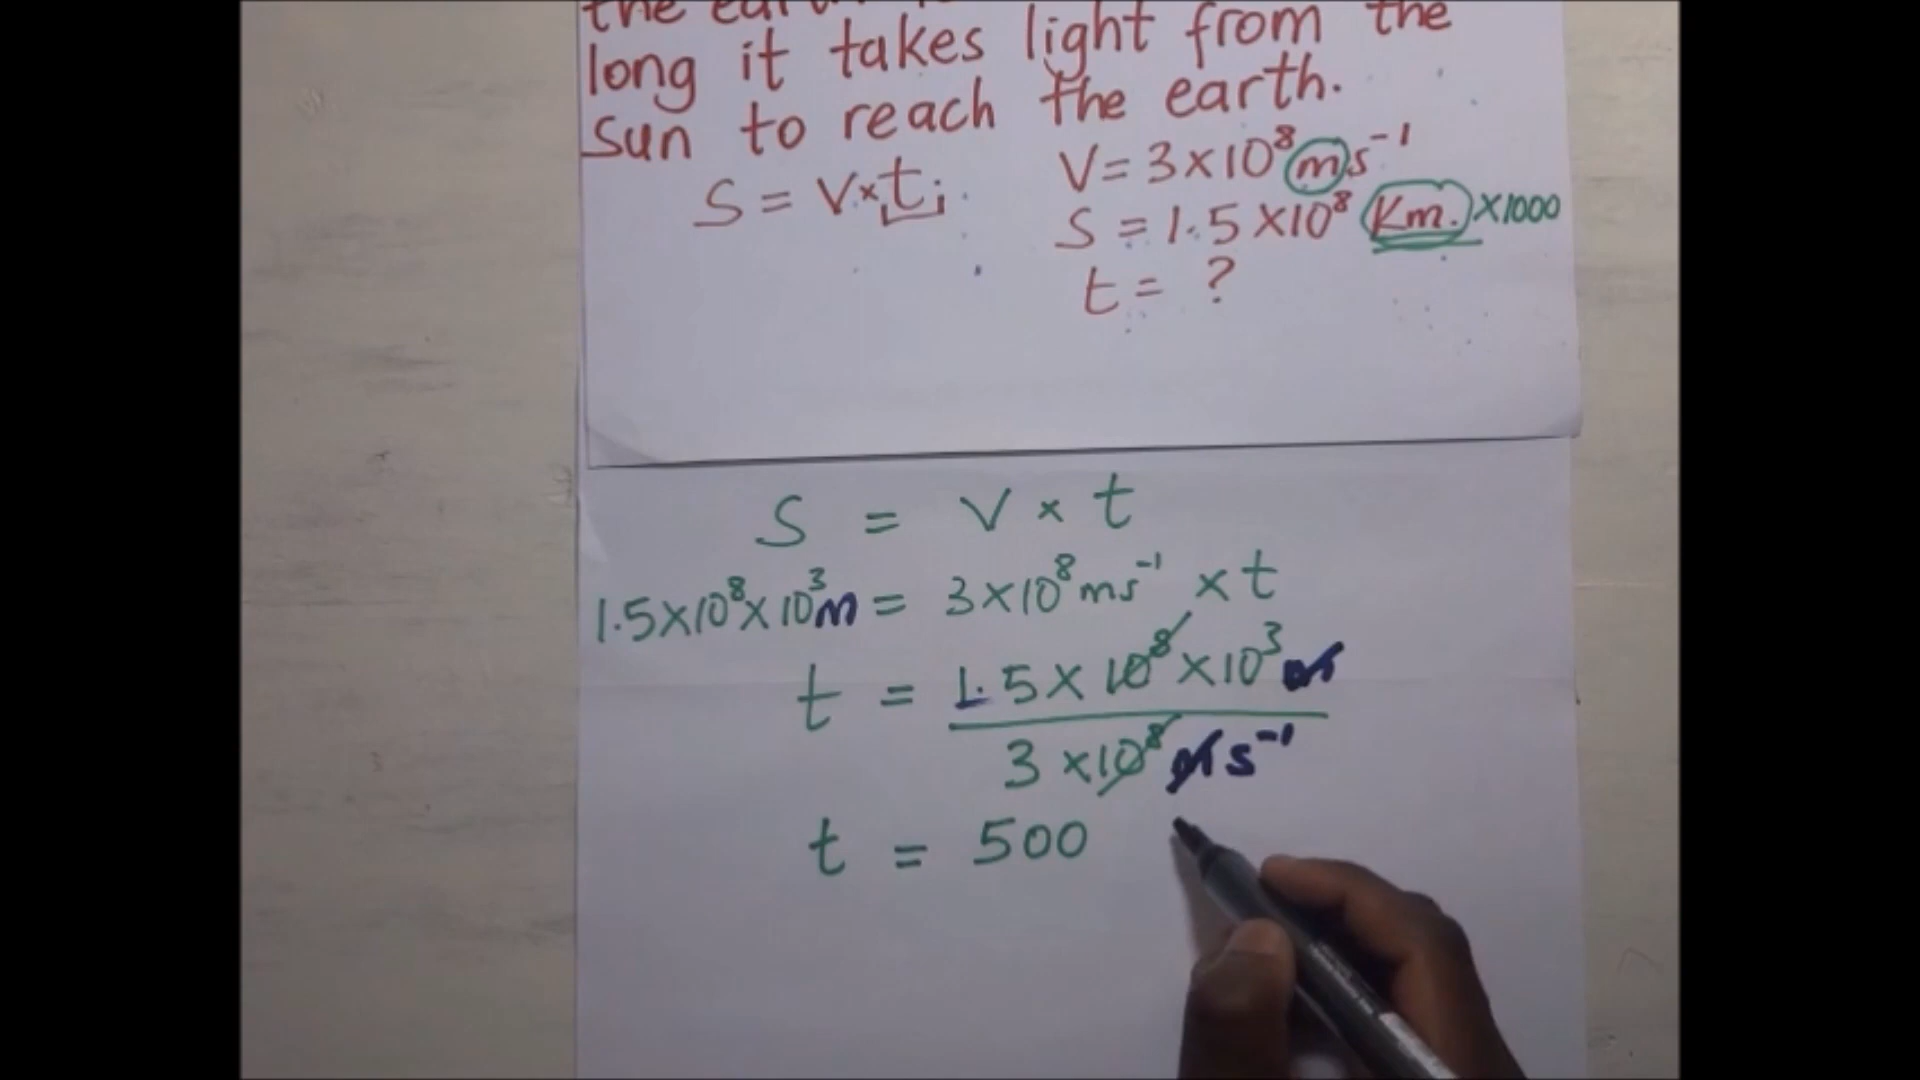 the
long it takes light from the
sun to reach the earth.
S = V×t
V = 3×10⁸ ms⁻¹
S = 1.5×10⁸ Km. ×1000
t = ?
S = V × t
1.5×10⁸×10³m = 3×10⁸ms⁻¹ × t
t = 1.5×10⁸×10³m
3×10⁸ms⁻¹
t = 500